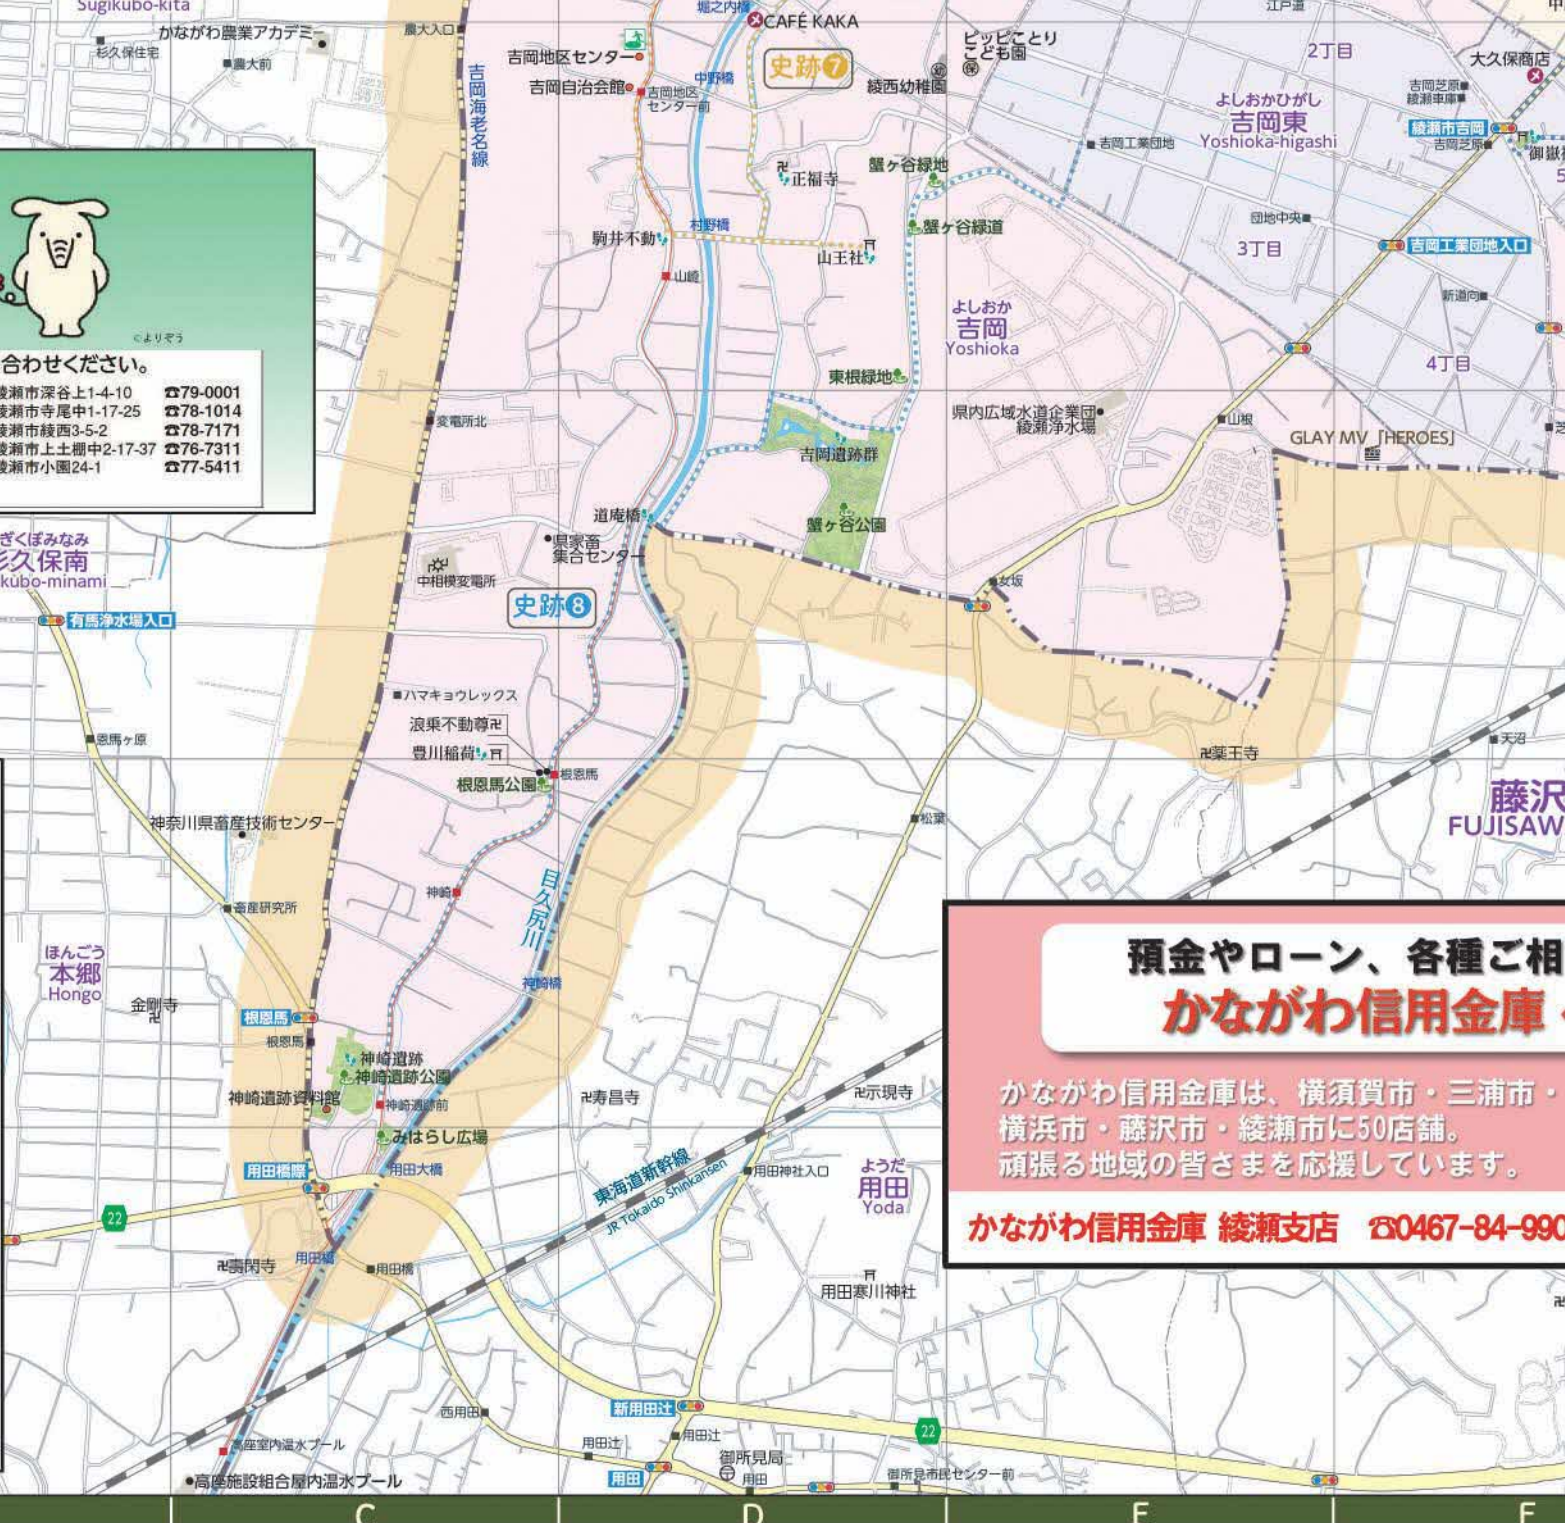 Sugikubo-kita
杉久保住宅
かながわ農業アカデミー
農大前
農大入口
吉岡海老名線
吉岡地区センター
吉岡自治会館
吉岡地区
センター前
堀之内橋
CAFÉ KAKA
史跡7
中野橋
綾西幼稚園
ピッピことり
こども園
江戸道
2丁目
大久保商店
吉岡芝原
綾瀬車庫
綾瀬市吉岡
吉岡芝原
よしおかひがし
吉岡東
Yoshioka-higashi
吉岡工業団地
団地中央
3丁目
吉岡工業団地入口
新道向
4丁目
正福寺
蟹ヶ谷緑地
蟹ヶ谷緑道
村野橋
駒井不動
山王社
山崎
よしおか
吉岡
Yoshioka
東根緑地
県内広域水道企業団
綾瀬浄水場
山根
GLAY MV「HEROES」
©よりぞう
合わせください。
綾瀬市深谷上1-4-10 ☎79-0001
綾瀬市寺尾中1-17-25 ☎78-1014
綾瀬市綾西3-5-2 ☎78-7171
綾瀬市上土棚中2-17-37 ☎76-7311
綾瀬市小園24-1 ☎77-5411
変電所北
吉岡遺跡群
蟹ヶ谷公園
道庵橋
県家畜
集合センター
中相模変電所
史跡8
女坂
ぎくぼみなみ
杉久保南
kubo-minami
有馬浄水場入口
恩馬ヶ原
ハマキョウレックス
浪乗不動尊
豊川稲荷
根恩馬
根恩馬公園
薬王寺
天沼
藤沢
FUJISAW
松葉
神奈川県畜産技術センター
畜産研究所
神崎
目久尻川
神崎橋
ほんごう
本郷
Hongo
金剛寺
根恩馬
根恩馬
神崎遺跡
神崎遺跡公園
神崎遺跡資料館
神崎遺跡前
みはらし広場
用田橋際
用田大橋
22
寿昌寺
示現寺
東海道新幹線
JR Tokaido Shinkansen
用田神社入口
ようだ
用田
Yoda
用田橋
用田橋
用田寒川神社
預金やローン、各種ご相
かながわ信用金庫
かながわ信用金庫は、横須賀市・三浦市・
横浜市・藤沢市・綾瀬市に50店舗。
頑張る地域の皆さまを応援しています。
かながわ信用金庫 綾瀬支店 ☎0467-84-990
西用田
新用田辻
22
用田辻
用田辻
用田
御所見局
用田
御所見市民センター前
高座室内温水プール
高座施設組合屋内温水プール
C
D
E
F